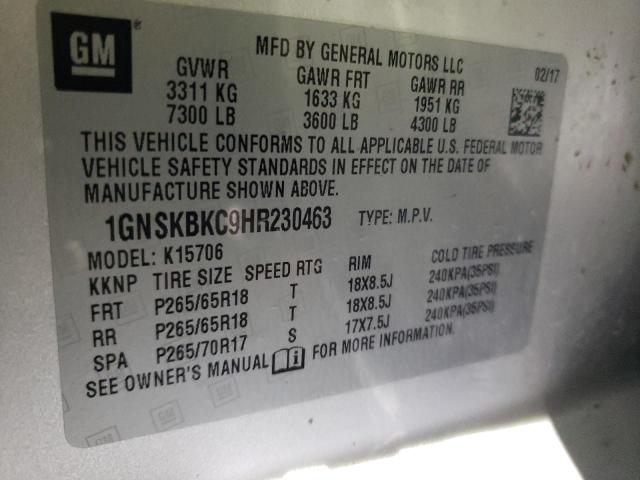 GM
MFD BY GENERAL MOTORS LLC
02/17
GVWR GAWR FRT GAWR RR
3311 KG 1633 KG 1951 KG
7300 LB 3600 LB 4300 LB
THIS VEHICLE CONFORMS TO ALL APPLICABLE U.S. FEDERAL MOTOR
VEHICLE SAFETY STANDARDS IN EFFECT ON THE DATE OF
MANUFACTURE SHOWN ABOVE.
1GNSKBKC9HR230463 TYPE: M.P.V.
MODEL: K15706
KKNP TIRE SIZE SPEED RTG RIM COLD TIRE PRESSURE
FRT P265/65R18 T 18X8.5J 240KPA(35PSI)
RR P265/65R18 T 18X8.5J 240KPA(35PSI)
SPA P265/70R17 S 17X7.5J 240KPA(35PSI)
SEE OWNER'S MANUAL FOR MORE INFORMATION.